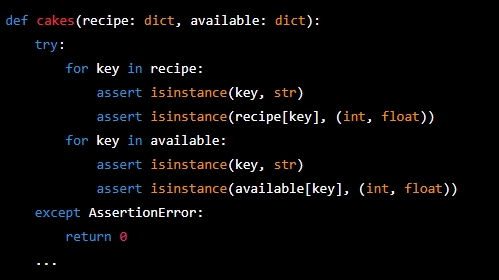 def cakes(recipe: dict, available: dict):
    try:
        for key in recipe:
            assert isinstance(key, str)
            assert isinstance(recipe[key], (int, float))
        for key in available:
            assert isinstance(key, str)
            assert isinstance(available[key], (int, float))
    except AssertionError:
        return 0
    ...